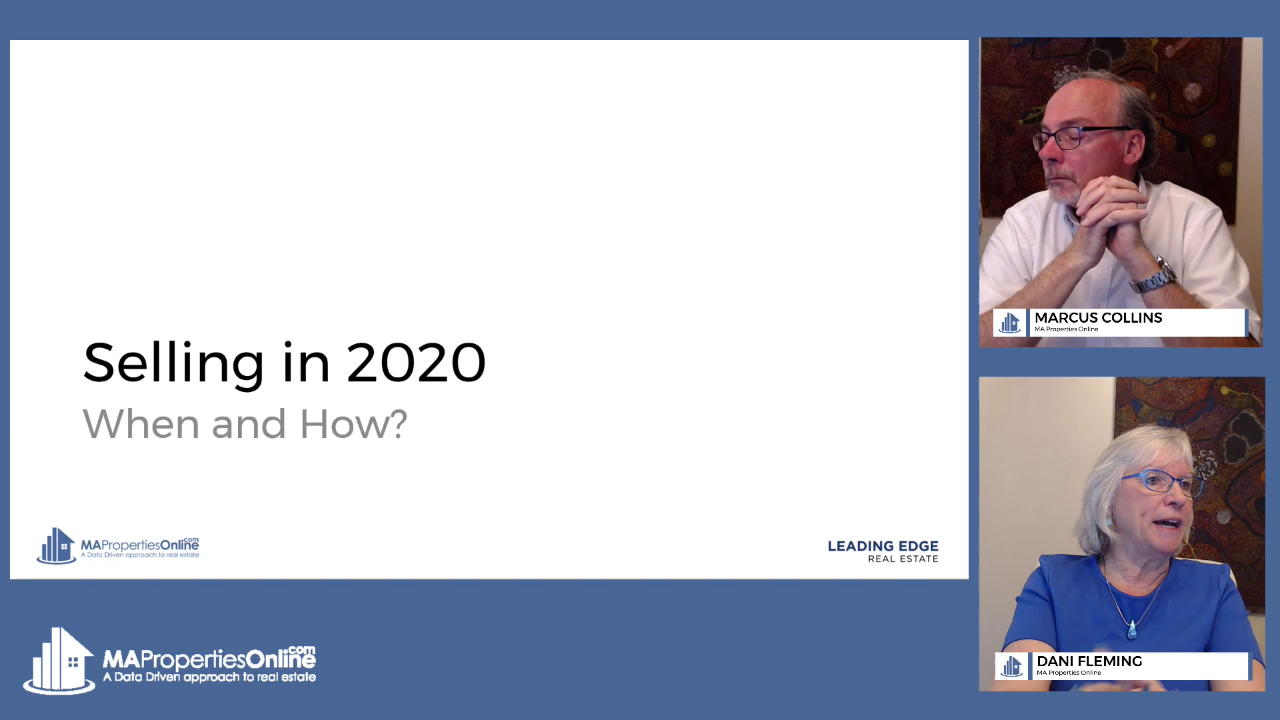 Selling in 2020
When and How?
MAPropertiesOnline.com
A Data Driven approach to real estate
LEADING EDGE
REAL ESTATE
MARCUS COLLINS
MA Properties Online
DANI FLEMING
MA Properties Online
MAPropertiesOnline.com
A Data Driven approach to real estate